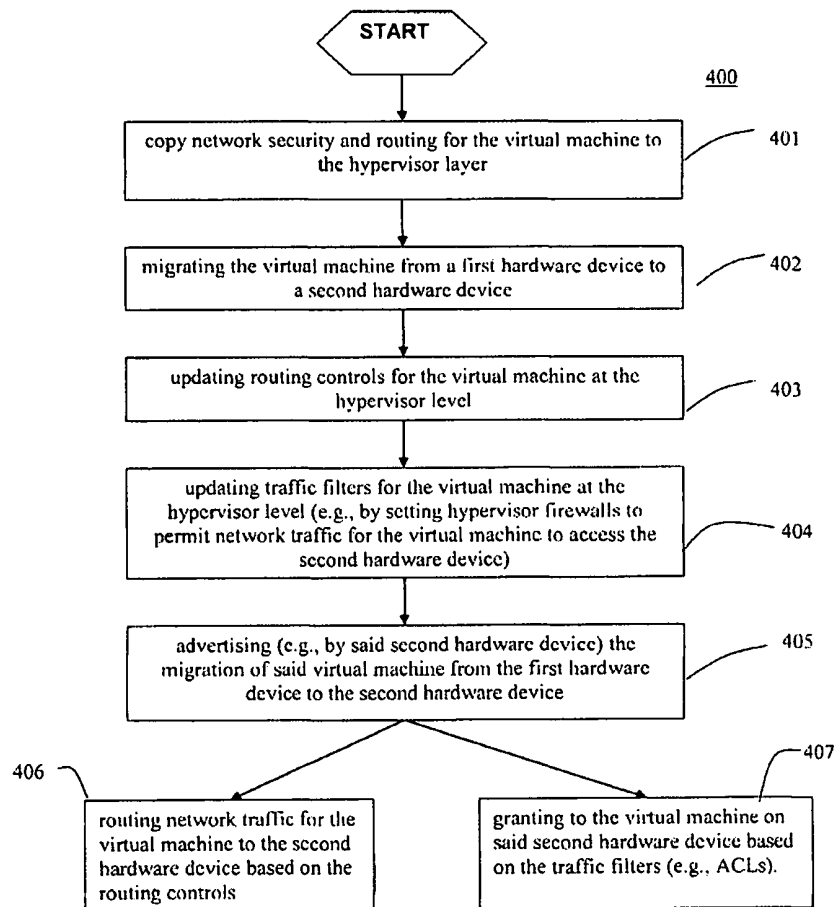 START
400
copy network security and routing for the virtual machine to
the hypervisor layer
401
migrating the virtual machine from a first hardware device to
a second hardware device
402
updating routing controls for the virtual machine at the
hypervisor level
403
updating traffic filters for the virtual machine at the
hypervisor level (e.g., by setting hypervisor firewalls to
permit network traffic for the virtual machine to access the
second hardware device)
404
advertising (e.g., by said second hardware device) the
migration of said virtual machine from the first hardware
device to the second hardware device
405
406
routing network traffic for the
virtual machine to the second
hardware device based on the
routing controls
407
granting to the virtual machine on
said second hardware device based
on the traffic filters (e.g., ACLs).